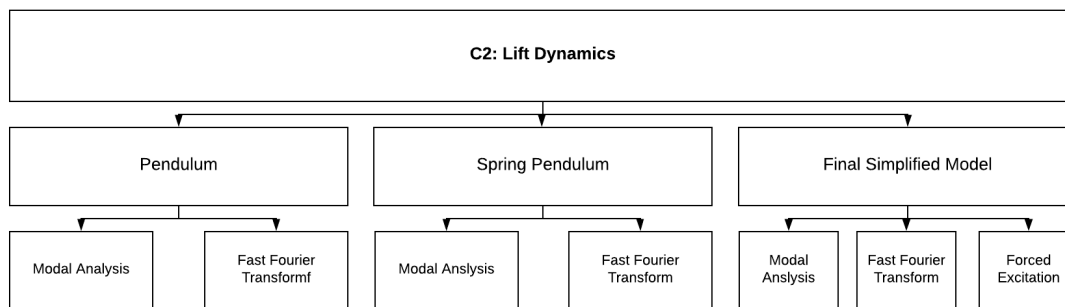 C2: Lift Dynamics
Pendulum
Spring Pendulum
Final Simplified Model
Modal Analysis
Fast Fourier
Transformf
Modal Anslysis
Fast Fourier
Transform
Modal
Anslysis
Fast Fourier
Transform
Forced
Excitation